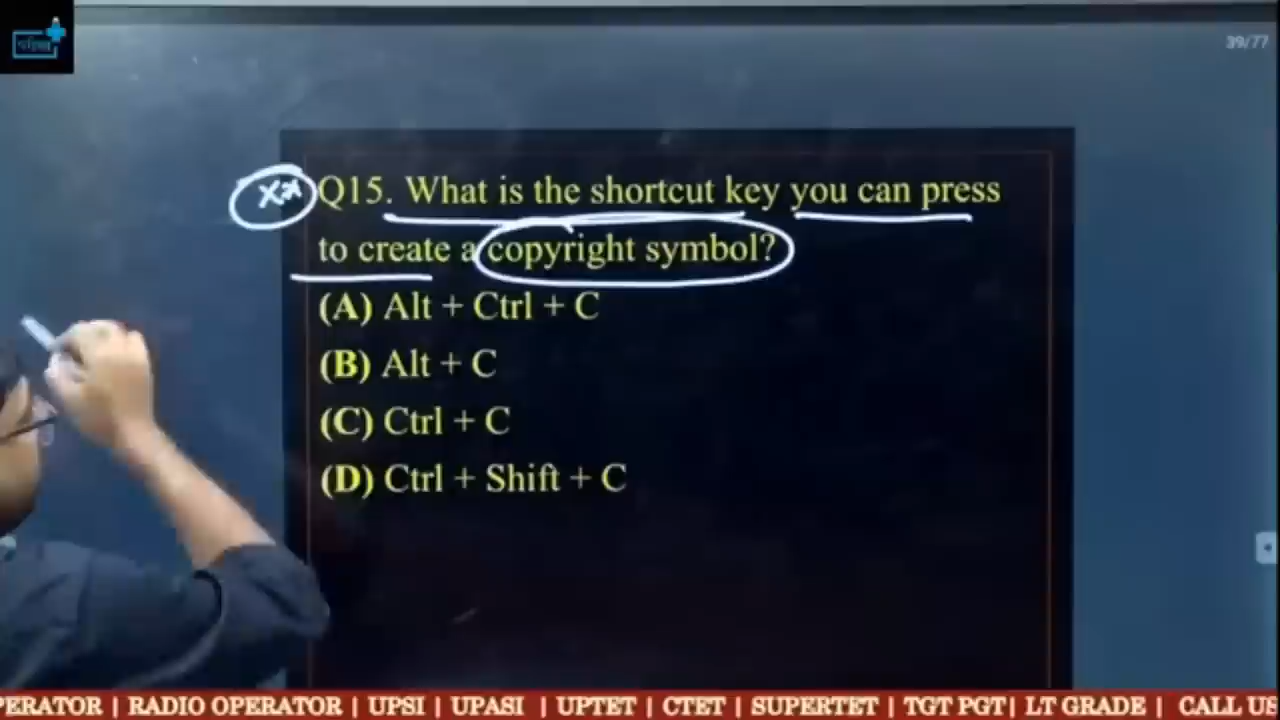 39/77
X*
Q15. What is the shortcut key you can press
to create a copyright symbol?
(A) Alt + Ctrl + C
(B) Alt + C
(C) Ctrl + C
(D) Ctrl + Shift + C
PERATOR | RADIO OPERATOR | UPSI | UPASI | UPTET | CTET | SUPERTET | TGT PGT| LT GRADE | CALL US